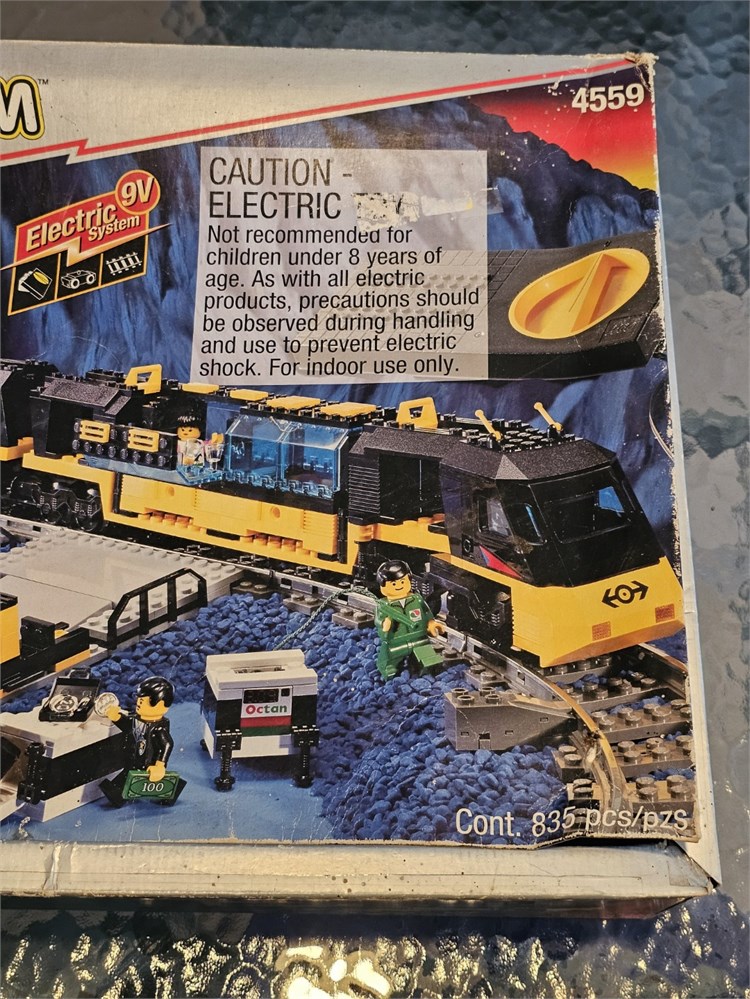 M™
4559
Electric 9V
System
CAUTION -
ELECTRIC
Not recommended for
children under 8 years of
age. As with all electric
products, precautions should
be observed during handling
and use to prevent electric
shock. For indoor use only.
Octan
100
Cont. 835 pcs/pzs